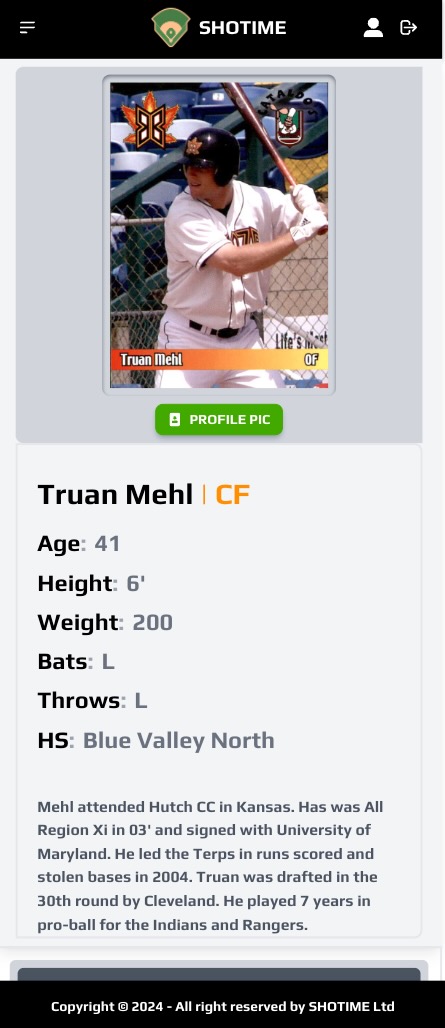 SHOTIME
CATALDO'S
Life's most
Truan Mehl OF
PROFILE PIC
Truan Mehl | CF
Age: 41
Height: 6'
Weight: 200
Bats: L
Throws: L
HS: Blue Valley North
Mehl attended Hutch CC in Kansas. Has was All
Region Xi in 03' and signed with University of
Maryland. He led the Terps in runs scored and
stolen bases in 2004. Truan was drafted in the
30th round by Cleveland. He played 7 years in
pro-ball for the Indians and Rangers.
Copyright © 2024 - All right reserved by SHOTIME Ltd